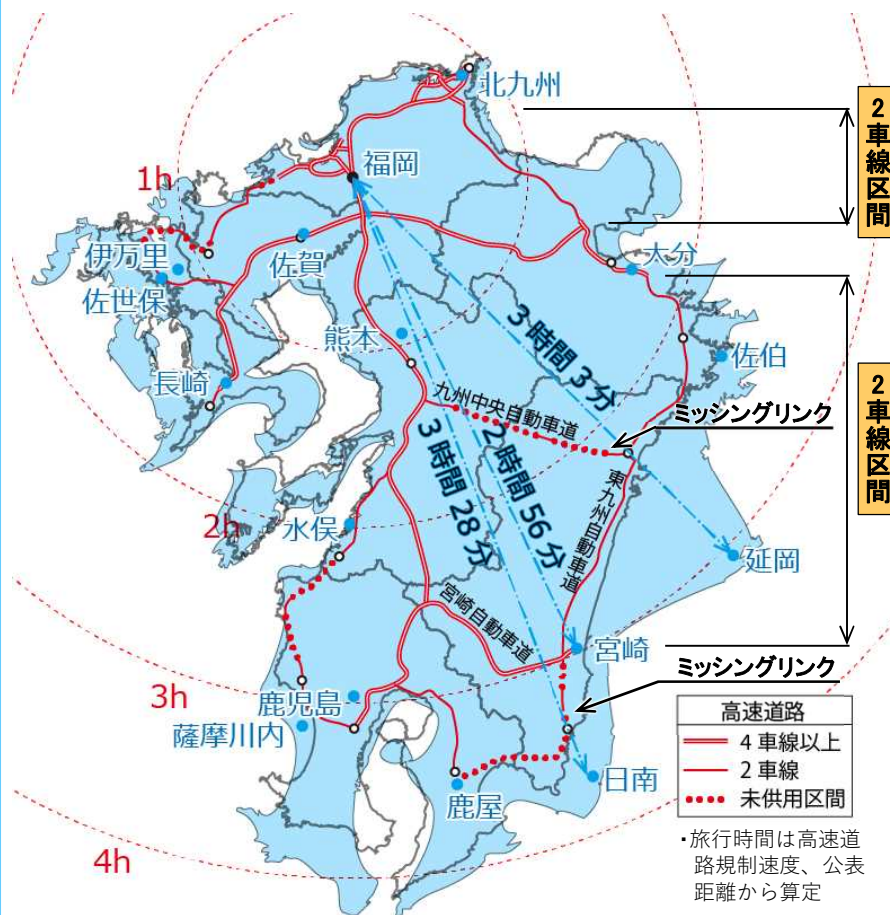 北九州
福岡
1h
伊万里
佐世保
佐賀
大分
熊本
長崎
佐伯
3時間3分
九州中央自動車道
ミッシングリンク
2時間56分
3時間28分
東九州自動車道
2h
水俣
延岡
宮崎自動車道
宮崎
ミッシングリンク
3h
鹿児島
薩摩川内
鹿屋
日南
4h
2車線区間
2車線区間
高速道路
4車線以上
2車線
未供用区間
・旅行時間は高速道
路規制速度、公表
距離から算定